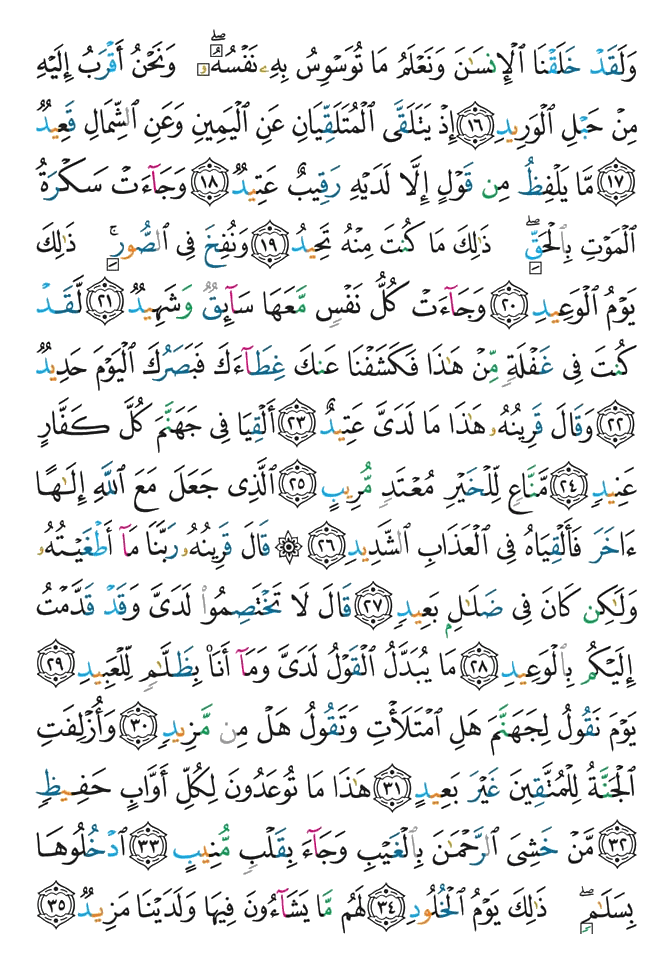 وَلَقَدْ خَلَقْنَا ٱلْإِنسَـٰنَ وَنَعْلَمُ مَا تُوَسْوِسُ بِهِۦ نَفْسُهُۥۖ وَنَحْنُ أَقْرَبُ إِلَيْهِ
مِنْ حَبْلِ ٱلْوَرِيدِ ١٦ إِذْ يَتَلَقَّى ٱلْمُتَلَقِّيَانِ عَنِ ٱلْيَمِينِ وَعَنِ ٱلشِّمَالِ قَعِيدٌ
١٧ مَّا يَلْفِظُ مِن قَوْلٍ إِلَّا لَدَيْهِ رَقِيبٌ عَتِيدٌ ١٨ وَجَآءَتْ سَكْرَةُ
ٱلْمَوْتِ بِٱلْحَقِّۖ ذَٰلِكَ مَا كُنتَ مِنْهُ تَحِيدُ ١٩ وَنُفِخَ فِى ٱلصُّورِۚ ذَٰلِكَ
يَوْمُ ٱلْوَعِيدِ ٢٠ وَجَآءَتْ كُلُّ نَفْسٍ مَّعَهَا سَآئِقٌ وَشَهِيدٌ ٢١ لَّقَدْ
كُنتَ فِى غَفْلَةٍ مِّنْ هَـٰذَا فَكَشَفْنَا عَنكَ غِطَآءَكَ فَبَصَرُكَ ٱلْيَوْمَ حَدِيدٌ
٢٢ وَقَالَ قَرِينُهُۥ هَـٰذَا مَا لَدَىَّ عَتِيدٌ ٢٣ أَلْقِيَا فِى جَهَنَّمَ كُلَّ كَفَّارٍ
عَنِيدٍ ٢٤ مَّنَّاعٍ لِّلْخَيْرِ مُعْتَدٍ مُّرِيبٍ ٢٥ ٱلَّذِى جَعَلَ مَعَ ٱللَّهِ إِلَـٰهًا
ءَاخَرَ فَأَلْقِيَاهُ فِى ٱلْعَذَابِ ٱلشَّدِيدِ ٢٦ ۞ قَالَ قَرِينُهُۥ رَبَّنَا مَآ أَطْغَيْتُهُۥ
وَلَـٰكِن كَانَ فِى ضَلَـٰلٍۭ بَعِيدٍ ٢٧ قَالَ لَا تَخْتَصِمُوا۟ لَدَىَّ وَقَدْ قَدَّمْتُ
إِلَيْكُم بِٱلْوَعِيدِ ٢٨ مَا يُبَدَّلُ ٱلْقَوْلُ لَدَىَّ وَمَآ أَنَا۠ بِظَلَّـٰمٍ لِّلْعَبِيدِ ٢٩
يَوْمَ نَقُولُ لِجَهَنَّمَ هَلِ ٱمْتَلَأْتِ وَتَقُولُ هَلْ مِن مَّزِيدٍ ٣٠ وَأُزْلِفَتِ
ٱلْجَنَّةُ لِلْمُتَّقِينَ غَيْرَ بَعِيدٍ ٣١ هَـٰذَا مَا تُوعَدُونَ لِكُلِّ أَوَّابٍ حَفِيظٍ
٣٢ مَّنْ خَشِىَ ٱلرَّحْمَـٰنَ بِٱلْغَيْبِ وَجَآءَ بِقَلْبٍ مُّنِيبٍ ٣٣ ٱدْخُلُوهَا
بِسَلَـٰمٍۖ ذَٰلِكَ يَوْمُ ٱلْخُلُودِ ٣٤ لَهُم مَّا يَشَآءُونَ فِيهَا وَلَدَيْنَا مَزِيدٌ ٣٥